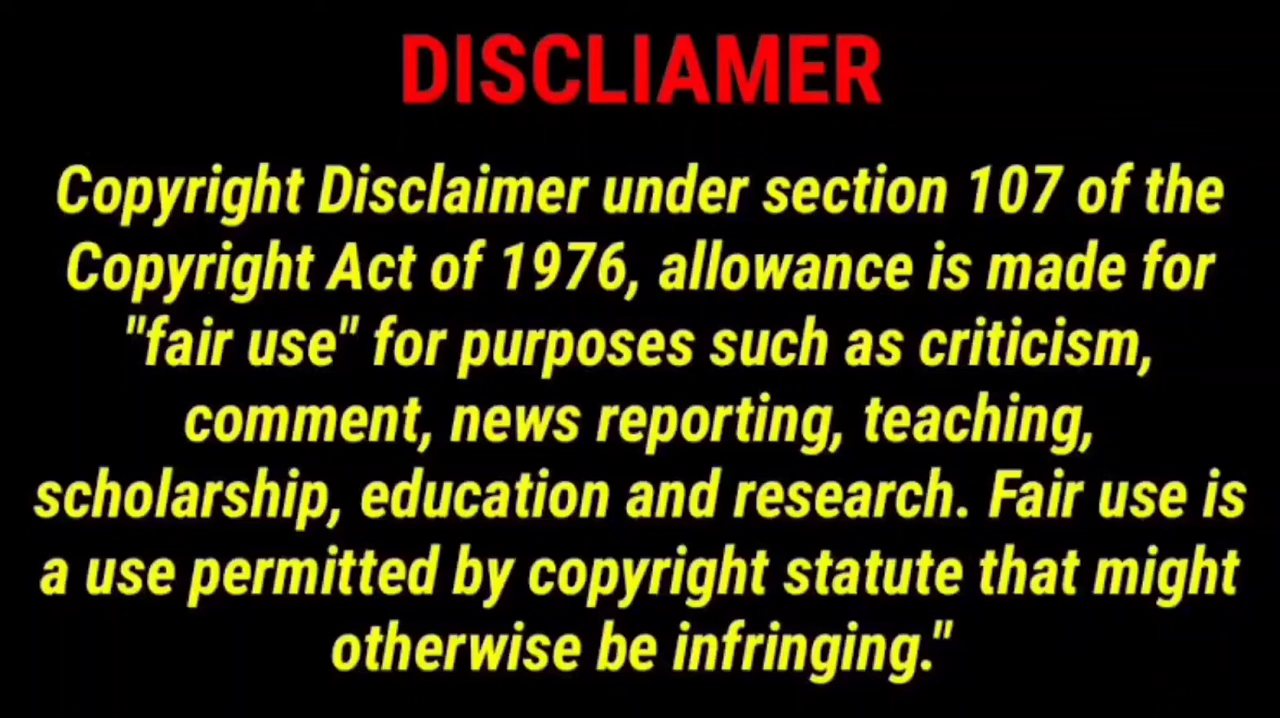 DISCLIAMER
Copyright Disclaimer under section 107 of the
Copyright Act of 1976, allowance is made for
"fair use" for purposes such as criticism,
comment, news reporting, teaching,
scholarship, education and research. Fair use is
a use permitted by copyright statute that might
otherwise be infringing."